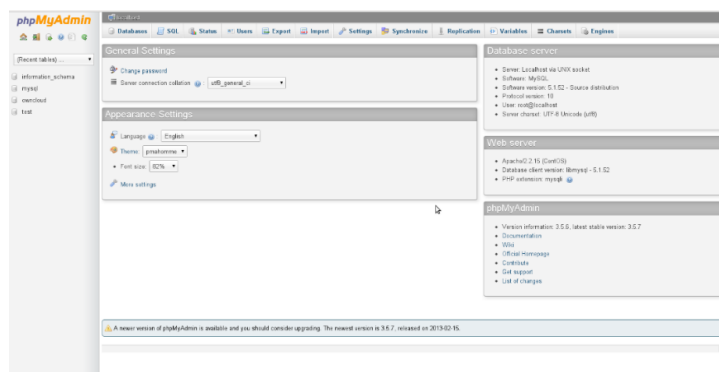 phpMyAdmin
localhost
Databases SQL Status Users Export Import Settings Synchronize Replication Variables Charsets Engines
(Recent tables) ...
information_schema
mysql
owncloud
test
General Settings
Change password
Server connection collation : utf8_general_ci
Appearance Settings
Language : English
Theme: pmahomme
Font size: 82%
More settings
Database server
Server: Localhost via UNIX socket
Software: MySQL
Software version: 5.1.52 - Source distribution
Protocol version: 10
User: root@localhost
Server charset: UTF-8 Unicode (utf8)
Web server
Apache/2.2.15 (CentOS)
Database client version: libmysql - 5.1.52
PHP extension: mysqli
phpMyAdmin
Version information: 3.5.6, latest stable version: 3.5.7
Documentation
Wiki
Official Homepage
Contribute
Get support
List of changes
A newer version of phpMyAdmin is available and you should consider upgrading. The newest version is 3.5.7, released on 2013-02-15.